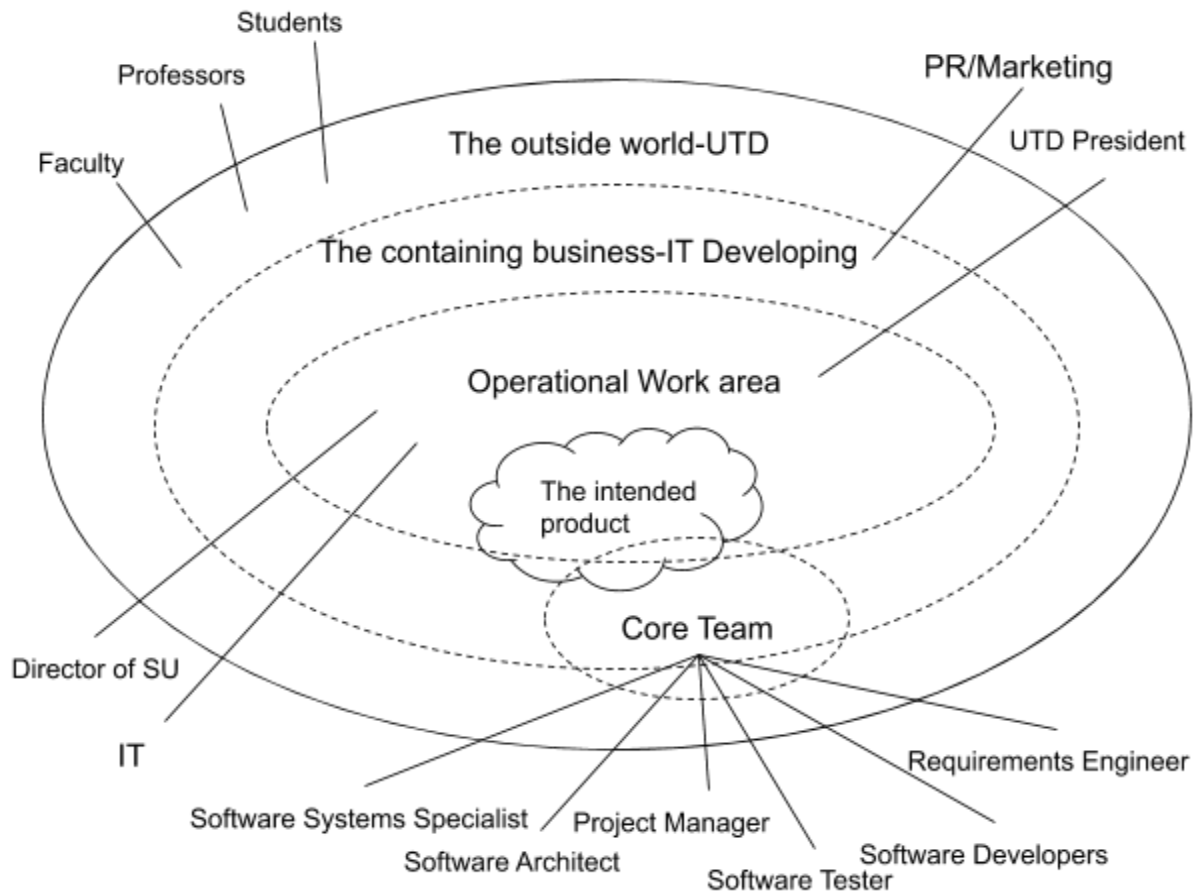 Students
Professors
PR/Marketing
UTD President
Faculty
The outside world-UTD
The containing business-IT Developing
Operational Work area
The intended
product
Core Team
Director of SU
IT
Requirements Engineer
Software Systems Specialist
Project Manager
Software Architect
Software Developers
Software Tester